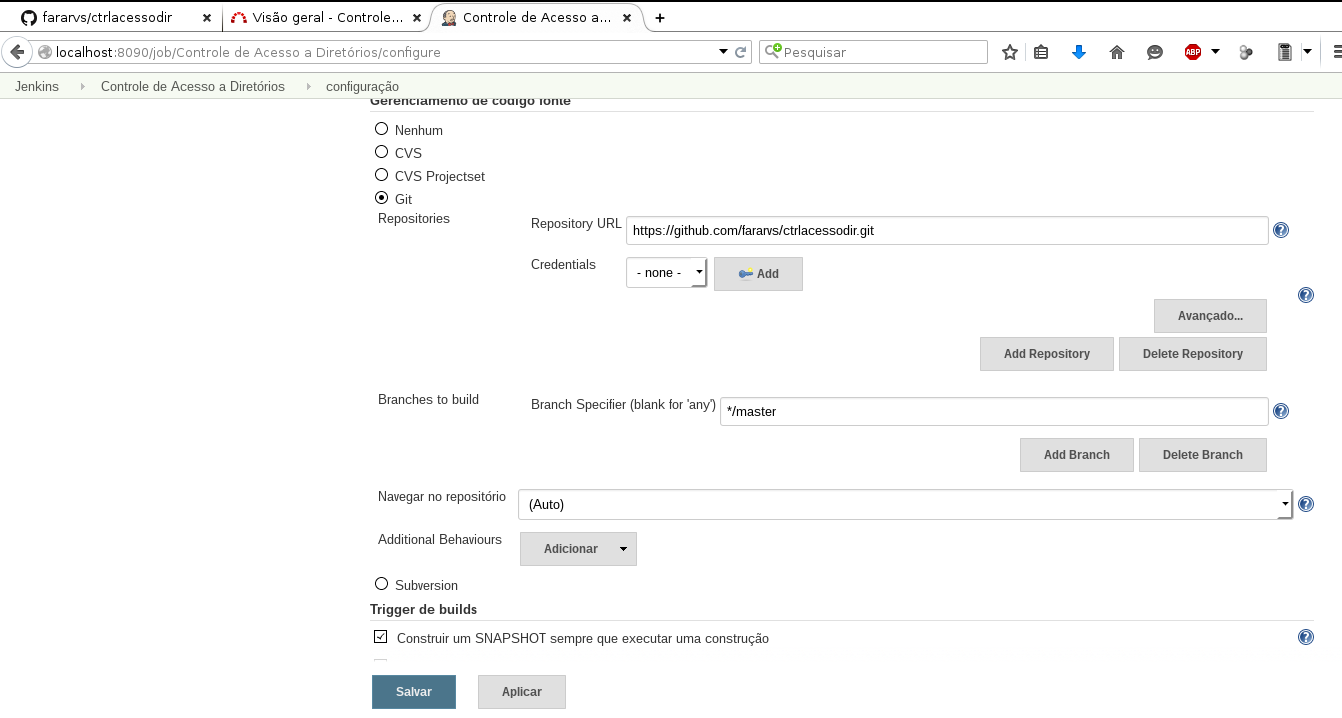 fararvs/ctrlacessodir × Visão geral - Controle... × Controle de Acesso a... × +
localhost:8090/job/Controle de Acesso a Diretórios/configure Pesquisar ABP
Jenkins Controle de Acesso a Diretórios configuração
Gerenciamento de código fonte
Nenhum
CVS
CVS Projectset
Git
Repositories
Repository URL https://github.com/fararvs/ctrlacessodir.git ?
Credentials - none - Add
?
Avançado...
Add Repository Delete Repository
Branches to build Branch Specifier (blank for 'any') */master ?
Add Branch Delete Branch
Navegar no repositório (Auto) ?
Additional Behaviours Adicionar
Subversion
Trigger de builds
Construir um SNAPSHOT sempre que executar uma construção ?
Salvar Aplicar